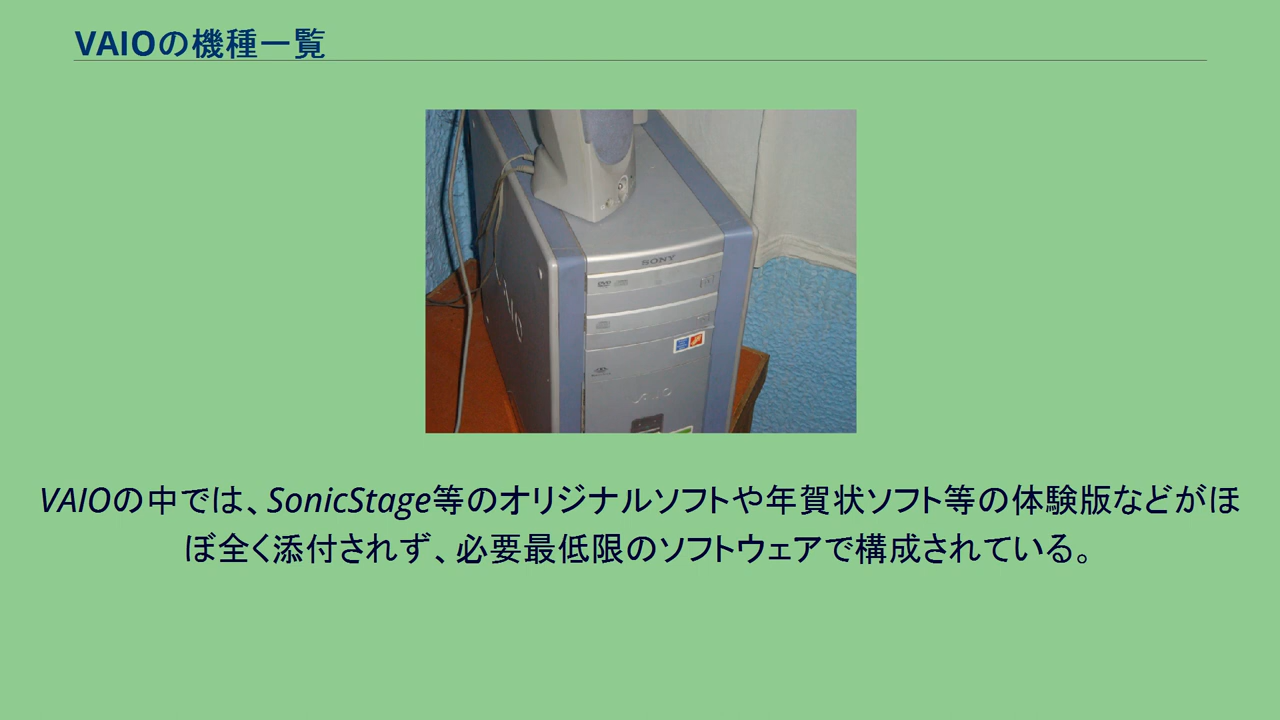 VAIOの機種一覧
SONY
VAIO
VAIO
VAIOの中では、SonicStage等のオリジナルソフトや年賀状ソフト等の体験版などがほ
ぼ全く添付されず、必要最低限のソフトウェアで構成されている。